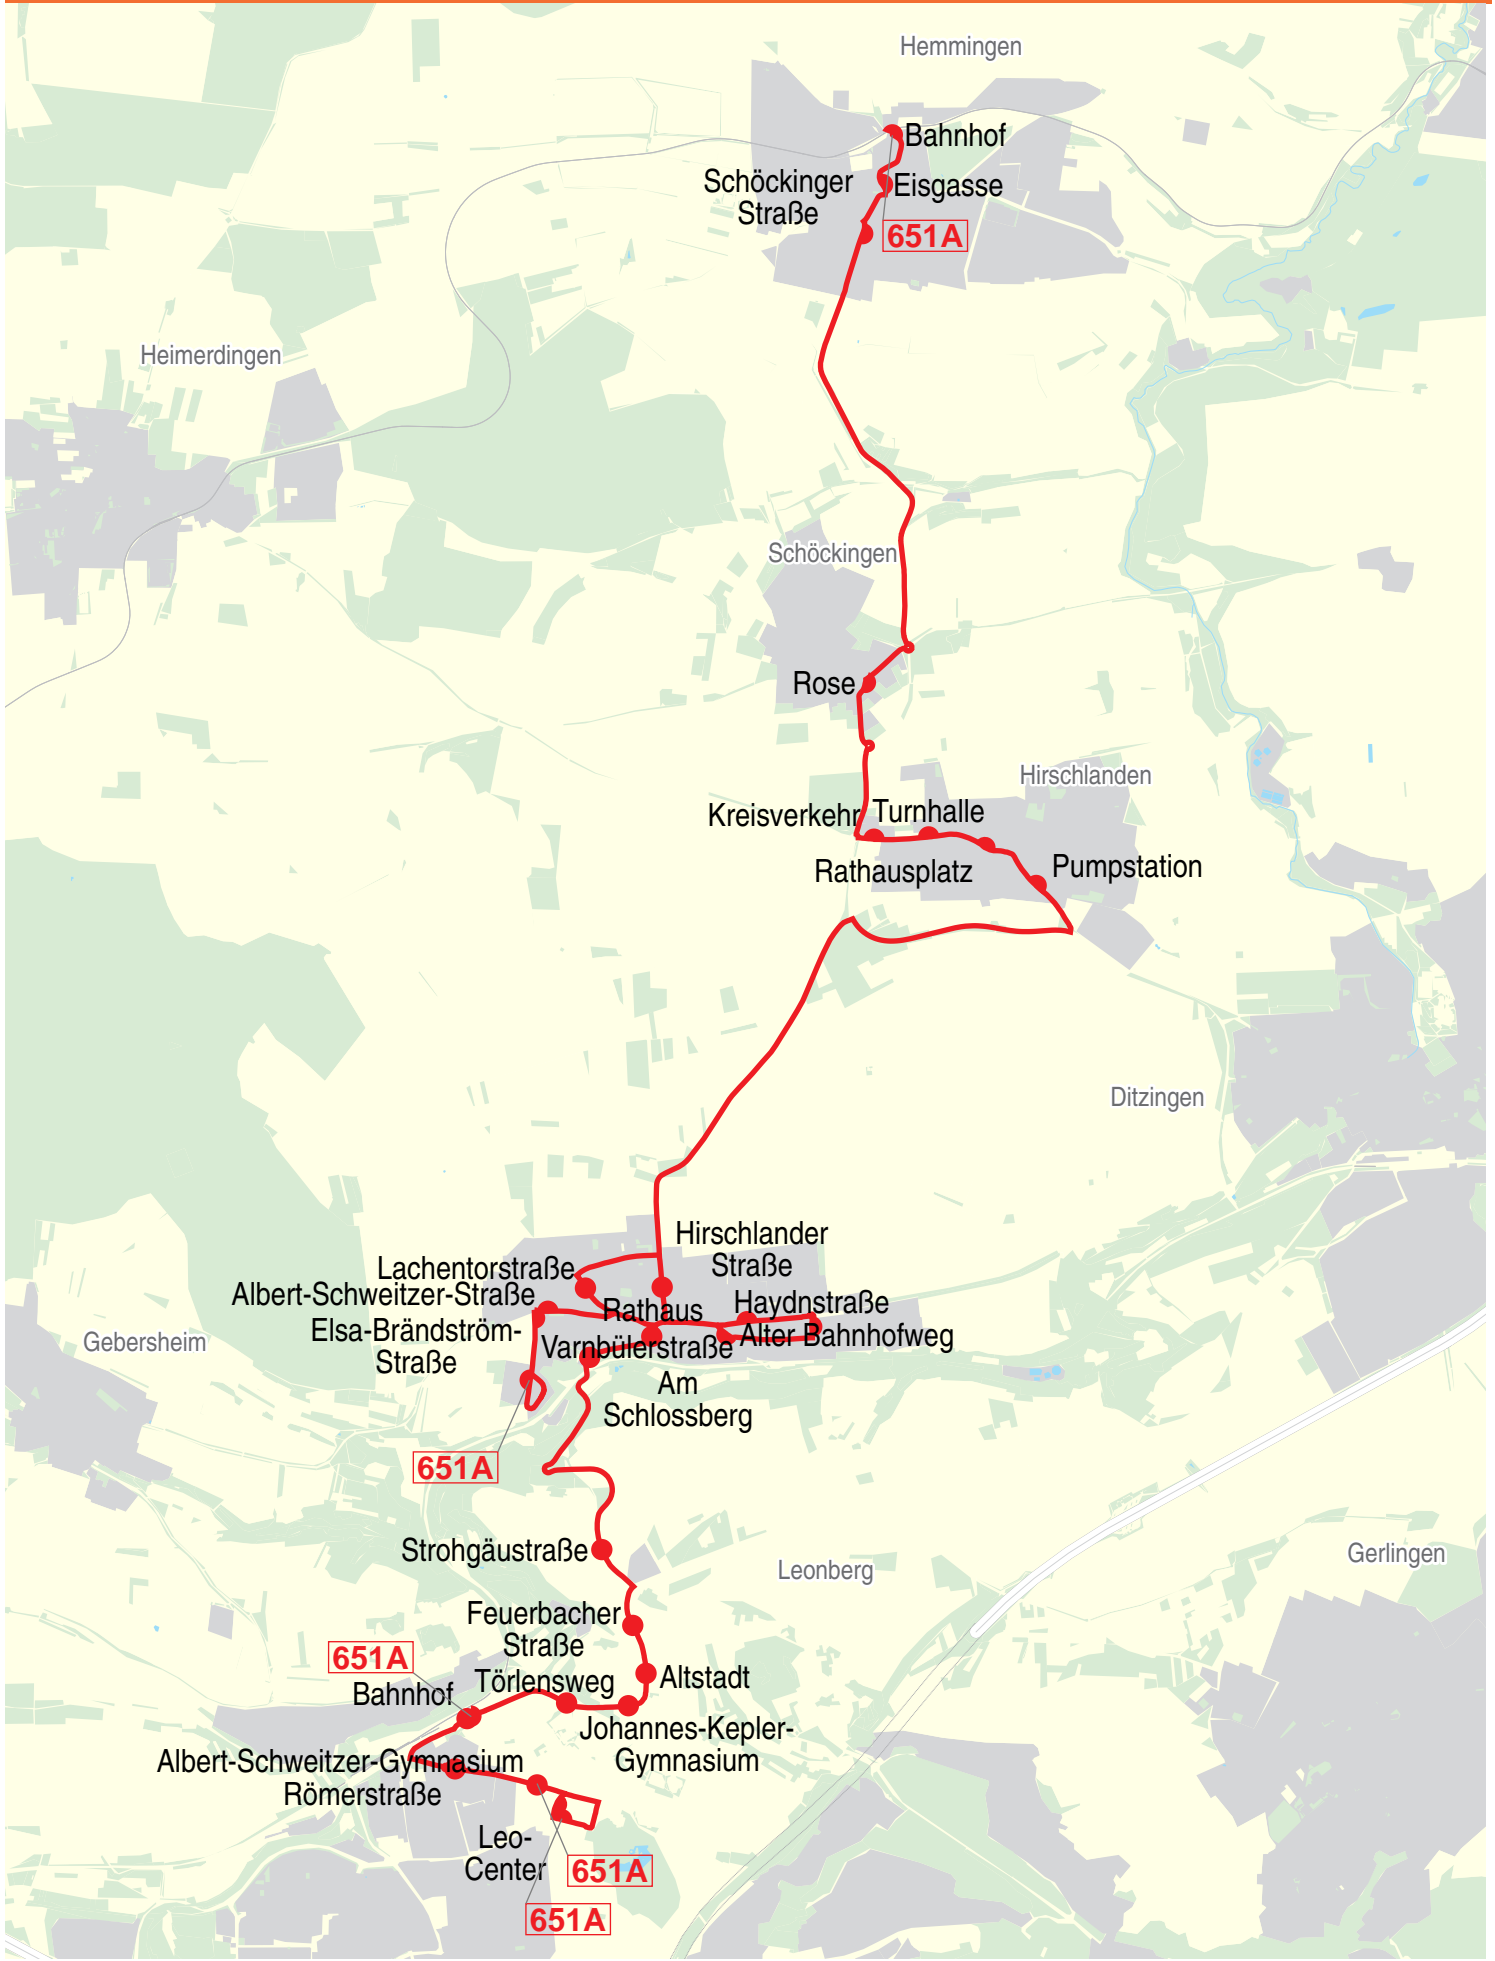 Hemmingen
Bahnhof
Schöckinger
Straße
Eisgasse
651A
Heimerdingen
Schöckingen
Rose
Hirschlanden
Kreisverkehr
Turnhalle
Rathausplatz
Pumpstation
Ditzingen
Hirschlander
Straße
Lachentorstraße
Albert-Schweitzer-Straße
Rathaus
Haydnstraße
Elsa-Brändström-
Straße
Gebersheim
Varnbülerstraße
Alter Bahnhofweg
Am
Schlossberg
651A
Strohgäustraße
Leonberg
Gerlingen
Feuerbacher
Straße
651A
Törlensweg
Altstadt
Bahnhof
Johannes-Kepler-
Gymnasium
Albert-Schweitzer-Gymnasium
Römerstraße
Leo-
Center
651A
651A